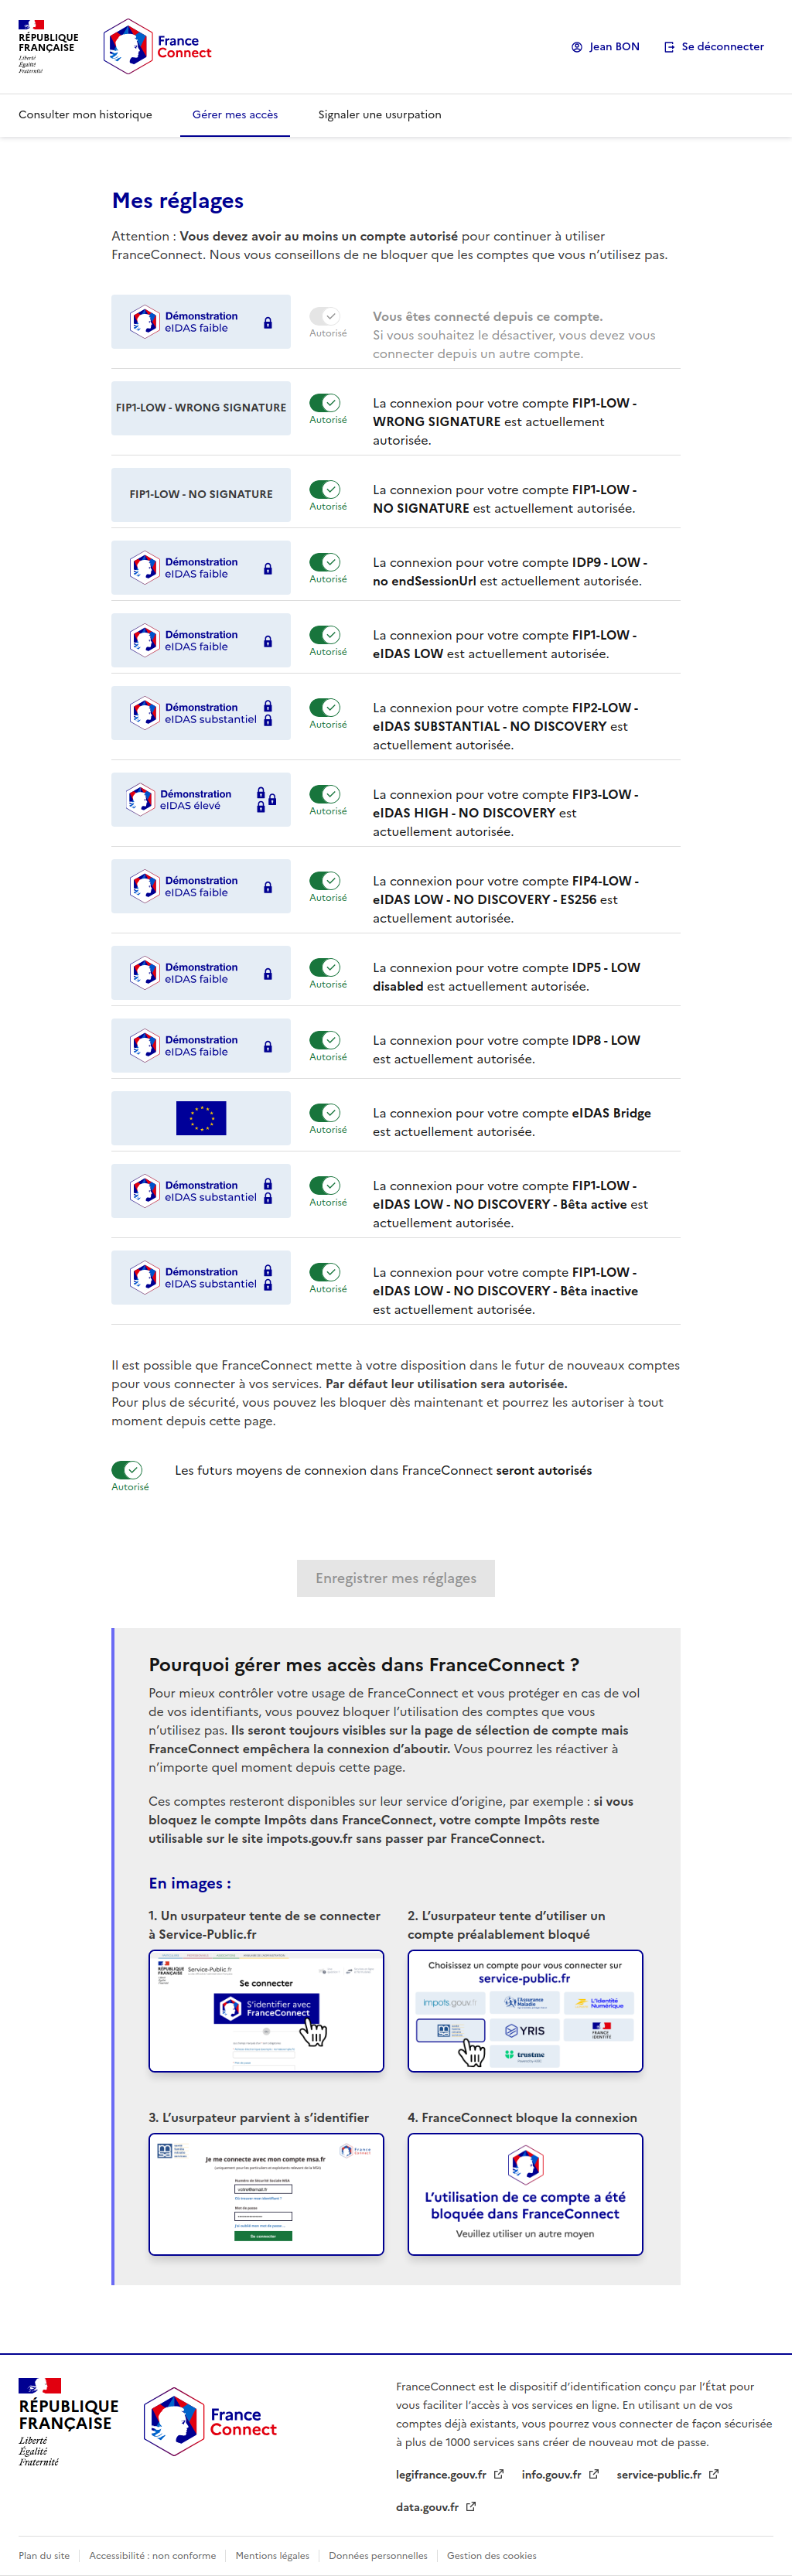 RÉPUBLIQUE
FRANÇAISE
Liberté
Égalité
Fraternité
France
Connect
Jean BON
Se déconnecter
Consulter mon historique
Gérer mes accès
Signaler une usurpation
Mes réglages
Attention : Vous devez avoir au moins un compte autorisé pour continuer à utiliser
FranceConnect. Nous vous conseillons de ne bloquer que les comptes que vous n’utilisez pas.
Démonstration
eIDAS faible
Autorisé
Vous êtes connecté depuis ce compte.
Si vous souhaitez le désactiver, vous devez vous
connecter depuis un autre compte.
FIP1-LOW - WRONG SIGNATURE
Autorisé
La connexion pour votre compte FIP1-LOW -
WRONG SIGNATURE est actuellement
autorisée.
FIP1-LOW - NO SIGNATURE
Autorisé
La connexion pour votre compte FIP1-LOW -
NO SIGNATURE est actuellement autorisée.
Démonstration
eIDAS faible
Autorisé
La connexion pour votre compte IDP9 - LOW -
no endSessionUrl est actuellement autorisée.
Démonstration
eIDAS faible
Autorisé
La connexion pour votre compte FIP1-LOW -
eIDAS LOW est actuellement autorisée.
Démonstration
eIDAS substantiel
Autorisé
La connexion pour votre compte FIP2-LOW -
eIDAS SUBSTANTIAL - NO DISCOVERY est
actuellement autorisée.
Démonstration
eIDAS élevé
Autorisé
La connexion pour votre compte FIP3-LOW -
eIDAS HIGH - NO DISCOVERY est
actuellement autorisée.
Démonstration
eIDAS faible
Autorisé
La connexion pour votre compte FIP4-LOW -
eIDAS LOW - NO DISCOVERY - ES256 est
actuellement autorisée.
Démonstration
eIDAS faible
Autorisé
La connexion pour votre compte IDP5 - LOW
disabled est actuellement autorisée.
Démonstration
eIDAS faible
Autorisé
La connexion pour votre compte IDP8 - LOW
est actuellement autorisée.
Autorisé
La connexion pour votre compte eIDAS Bridge
est actuellement autorisée.
Démonstration
eIDAS substantiel
Autorisé
La connexion pour votre compte FIP1-LOW -
eIDAS LOW - NO DISCOVERY - Bêta active est
actuellement autorisée.
Démonstration
eIDAS substantiel
Autorisé
La connexion pour votre compte FIP1-LOW -
eIDAS LOW - NO DISCOVERY - Bêta inactive
est actuellement autorisée.
Il est possible que FranceConnect mette à votre disposition dans le futur de nouveaux comptes
pour vous connecter à vos services. Par défaut leur utilisation sera autorisée.
Pour plus de sécurité, vous pouvez les bloquer dès maintenant et pourrez les autoriser à tout
moment depuis cette page.
Autorisé
Les futurs moyens de connexion dans FranceConnect seront autorisés
Enregistrer mes réglages
Pourquoi gérer mes accès dans FranceConnect ?
Pour mieux contrôler votre usage de FranceConnect et vous protéger en cas de vol
de vos identifiants, vous pouvez bloquer l’utilisation des comptes que vous
n’utilisez pas. Ils seront toujours visibles sur la page de sélection de compte mais
FranceConnect empêchera la connexion d’aboutir. Vous pourrez les réactiver à
n’importe quel moment depuis cette page.
Ces comptes resteront disponibles sur leur service d’origine, par exemple : si vous
bloquez le compte Impôts dans FranceConnect, votre compte Impôts reste
utilisable sur le site impots.gouv.fr sans passer par FranceConnect.
En images :
1. Un usurpateur tente de se connecter
à Service-Public.fr
RÉPUBLIQUE
FRANÇAISE
Service-Public.fr
Se connecter
S’identifier avec
FranceConnect
2. L’usurpateur tente d’utiliser un
compte préalablement bloqué
Choisissez un compte pour vous connecter sur
service-public.fr
impots.gouv.fr
l’Assurance
Maladie
L’Identité
Numérique
YRIS
FRANCE
IDENTITÉ
trustme
3. L’usurpateur parvient à s’identifier
France
Connect
Je me connecte avec mon compte msa.fr
Numéro de Sécurité Sociale MSA
Mot de passe
Se connecter
4. FranceConnect bloque la connexion
L’utilisation de ce compte a été
bloquée dans FranceConnect
Veuillez utiliser un autre moyen
RÉPUBLIQUE
FRANÇAISE
Liberté
Égalité
Fraternité
France
Connect
FranceConnect est le dispositif d’identification conçu par l’État pour
vous faciliter l’accès à vos services en ligne. En utilisant un de vos
comptes déjà existants, vous pourrez vous connecter de façon sécurisée
à plus de 1000 services sans créer de nouveau mot de passe.
legifrance.gouv.fr
info.gouv.fr
service-public.fr
data.gouv.fr
Plan du site
Accessibilité : non conforme
Mentions légales
Données personnelles
Gestion des cookies